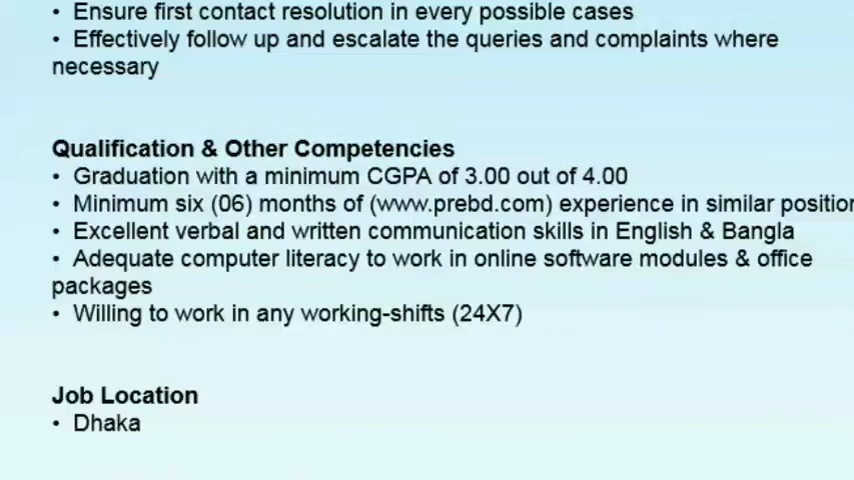 • Ensure first contact resolution in every possible cases
• Effectively follow up and escalate the queries and complaints where
necessary
Qualification & Other Competencies
• Graduation with a minimum CGPA of 3.00 out of 4.00
• Minimum six (06) months of (www.prebd.com) experience in similar position
• Excellent verbal and written communication skills in English & Bangla
• Adequate computer literacy to work in online software modules & office
packages
• Willing to work in any working-shifts (24X7)
Job Location
• Dhaka